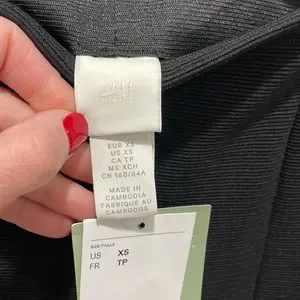 H&M
EUR XS
US XS
CA TP
MX XCH
CN 160/64A
MADE IN
CAMBODIA
FABRIQUE AU
CAMBODGE
SIZE/TAILLE
US XS
FR TP